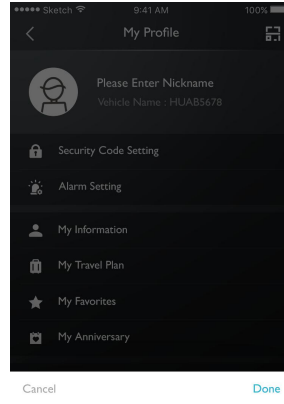 Sketch 9:41 AM 100%
My Profile
Please Enter Nickname
Vehicle Name : HUAB5678
Security Code Setting
Alarm Setting
My Information
My Travel Plan
My Favorites
My Anniversary
Cancel Done